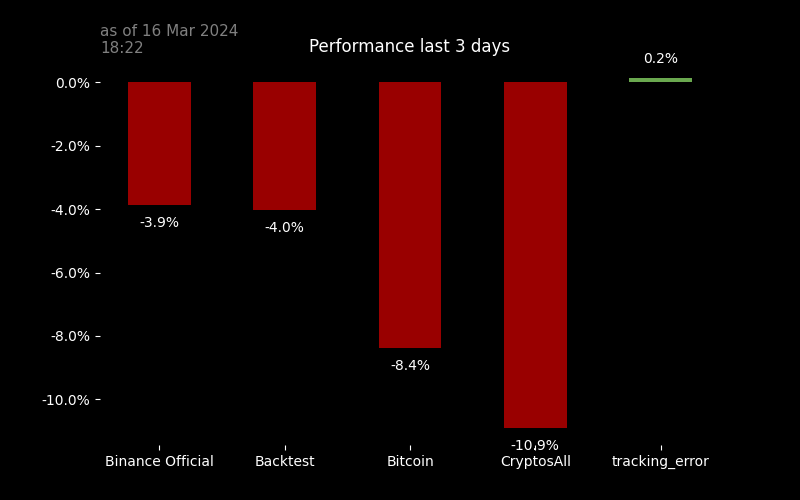 as of 16 Mar 2024
18:22
Performance last 3 days
0.2%
0.0%
-2.0%
-4.0%
-6.0%
-8.0%
-10.0%
-3.9%
-4.0%
-8.4%
-10.9%
Binance Official
Backtest
Bitcoin
CryptosAll
tracking_error